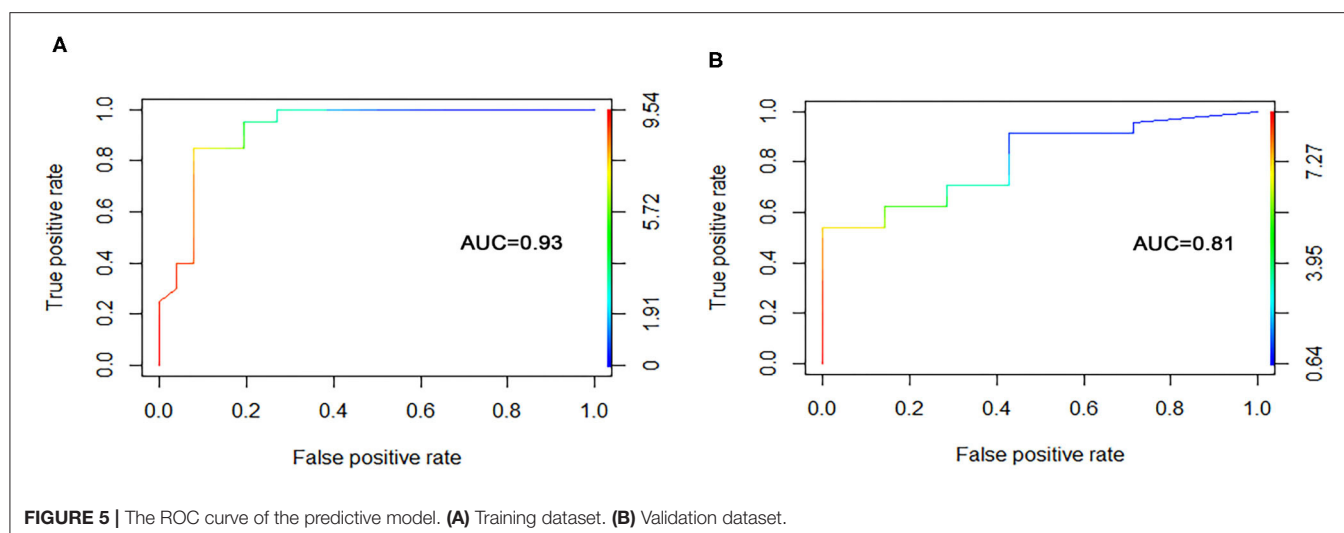 A
True positive rate
1.0
0.8
0.6
0.4
0.2
0.0
AUC=0.93
9.54
5.72
1.91
0
0.0 0.2 0.4 0.6 0.8 1.0
False positive rate
B
True positive rate
1.0
0.8
0.6
0.4
0.2
0.0
AUC=0.81
7.27
3.95
0.64
0.0 0.2 0.4 0.6 0.8 1.0
False positive rate
FIGURE 5 | The ROC curve of the predictive model. (A) Training dataset. (B) Validation dataset.